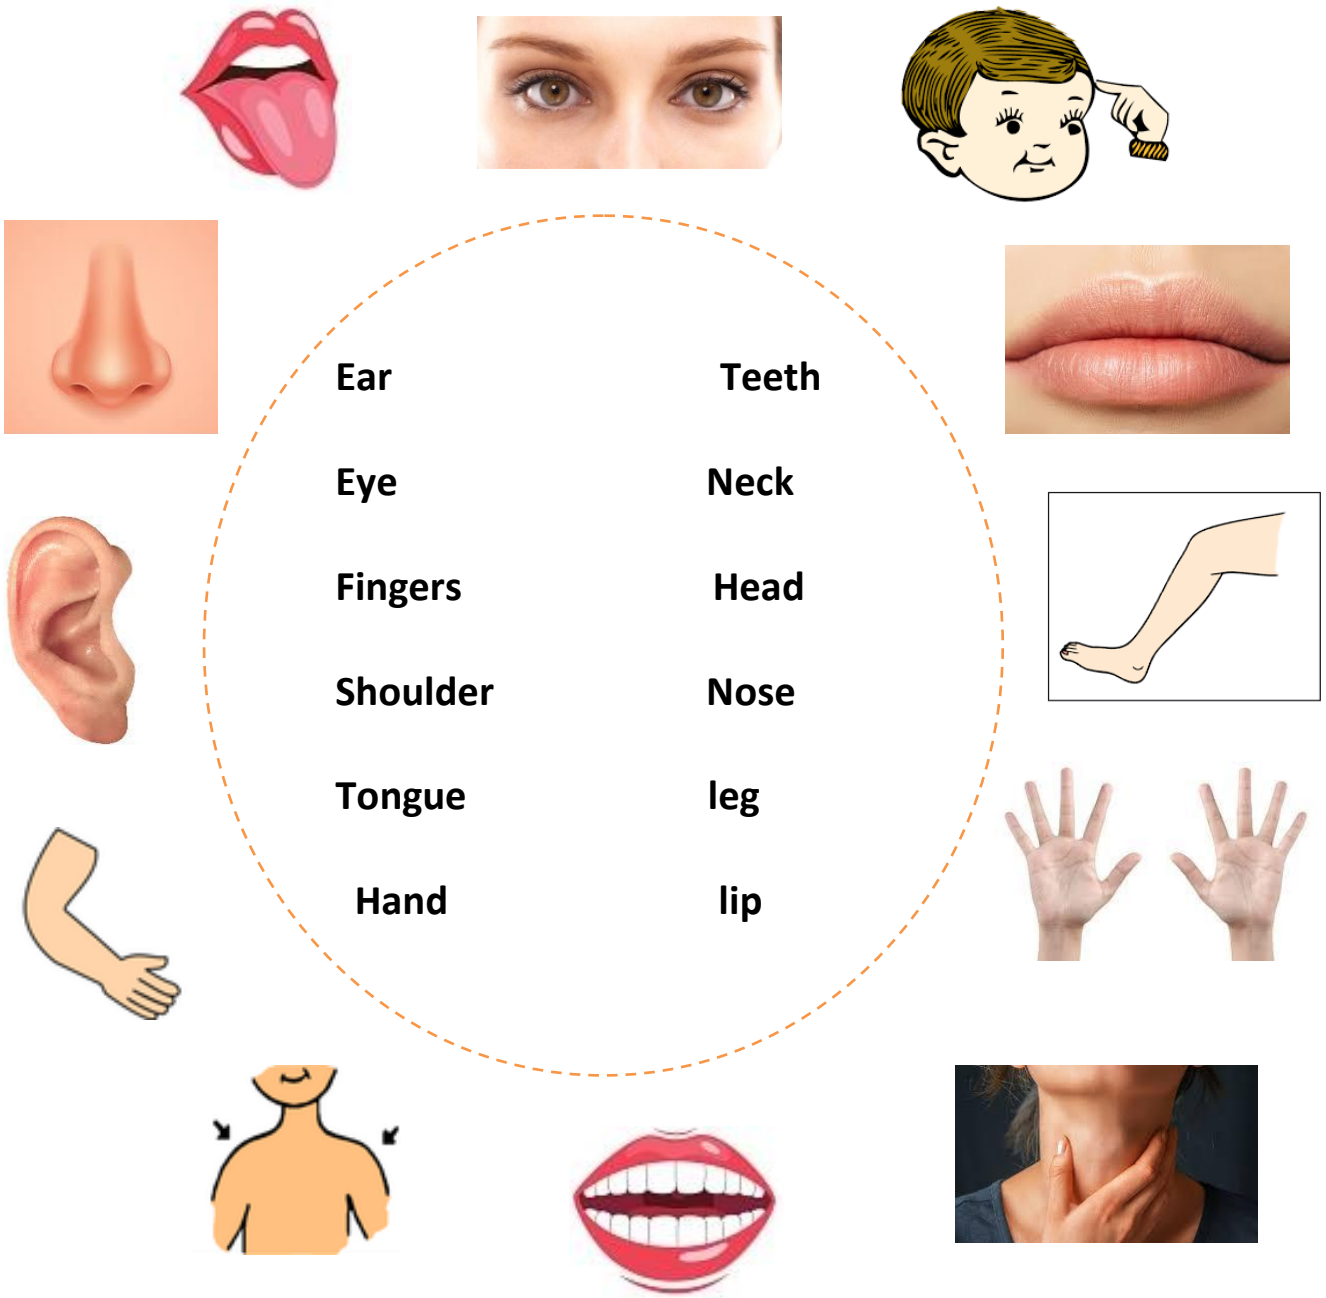 Ear Teeth
Eye Neck
Fingers Head
Shoulder Nose
Tongue leg
Hand lip